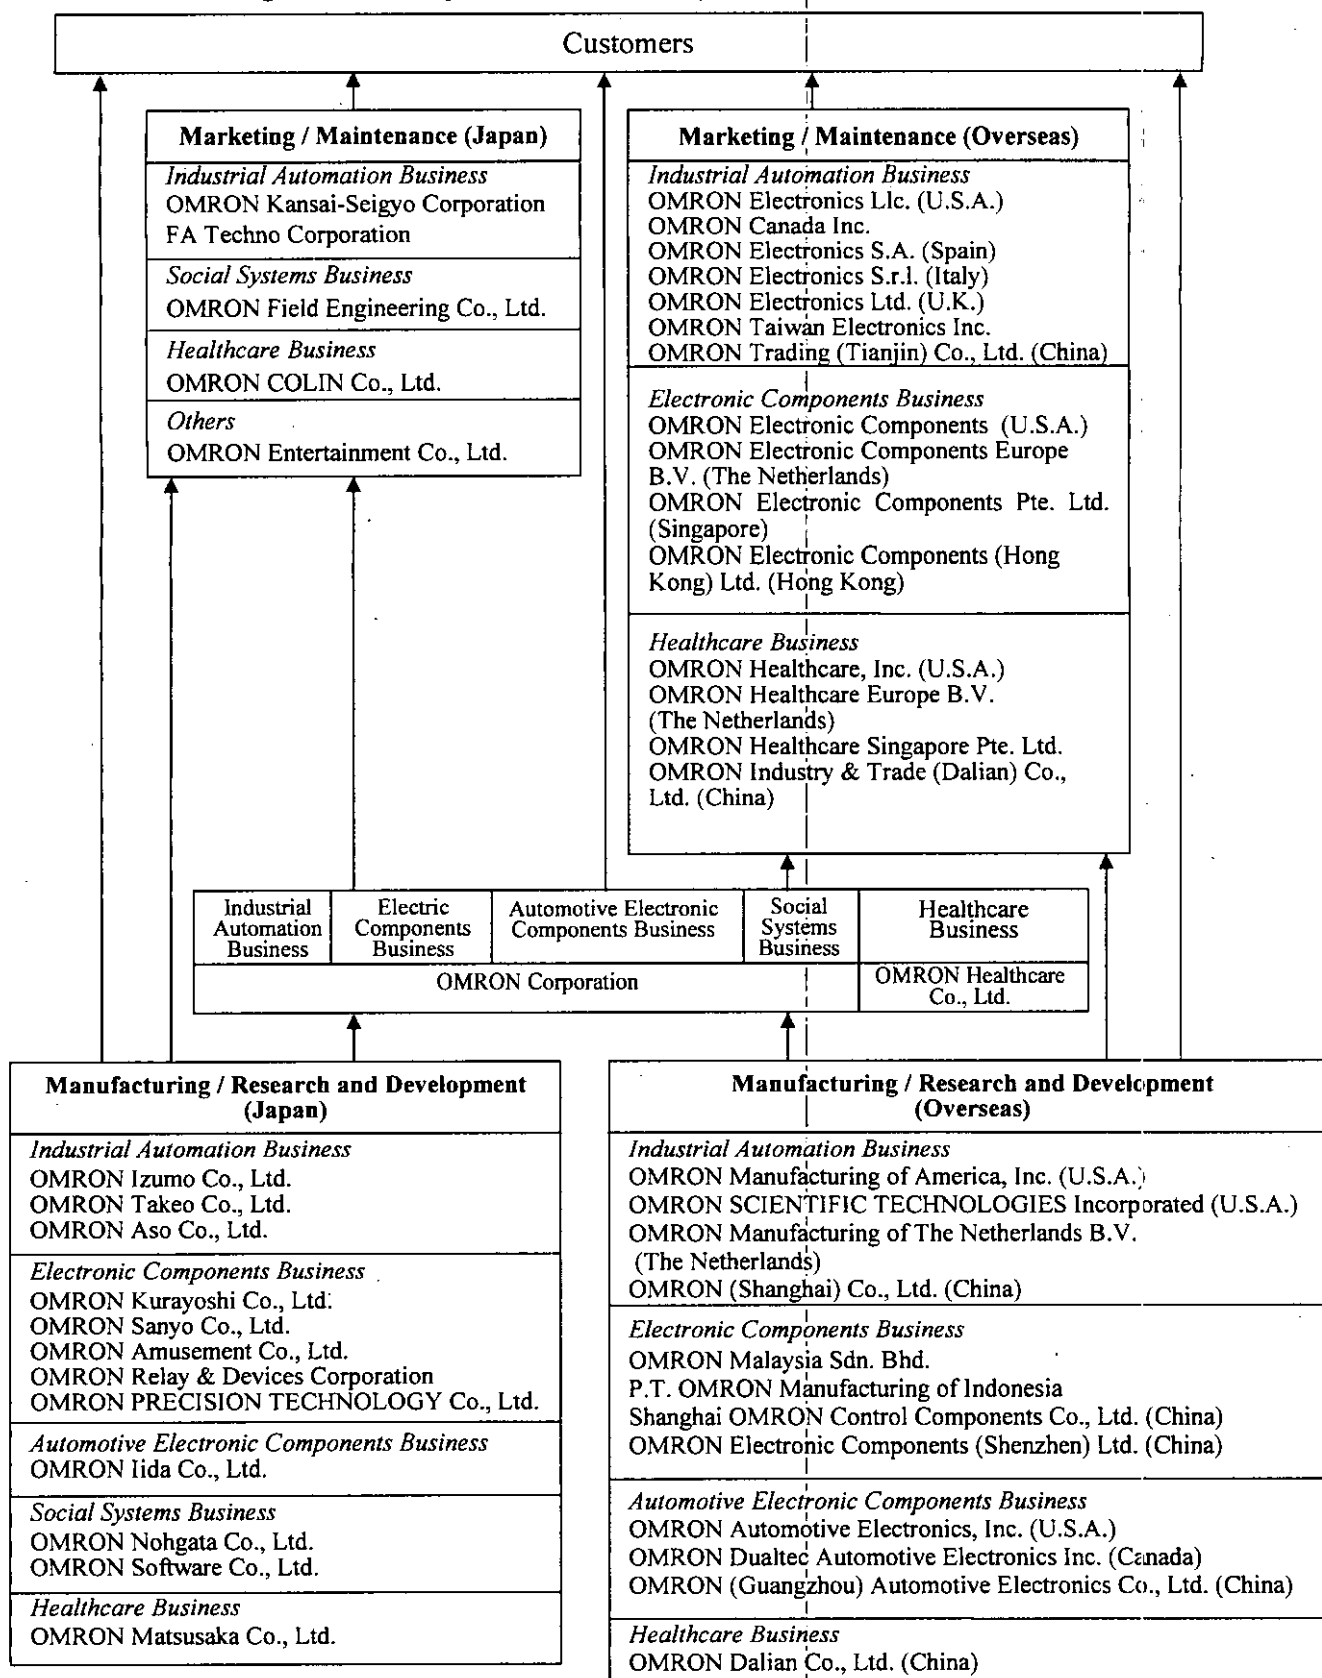 Customers
Marketing / Maintenance (Japan)
Industrial Automation Business
OMRON Kansai-Seigyo Corporation
FA Techno Corporation
Social Systems Business
OMRON Field Engineering Co., Ltd.
Healthcare Business
OMRON COLIN Co., Ltd.
Others
OMRON Entertainment Co., Ltd.
Marketing / Maintenance (Overseas)
Industrial Automation Business
OMRON Electronics Llc. (U.S.A.)
OMRON Canada Inc.
OMRON Electronics S.A. (Spain)
OMRON Electronics S.r.l. (Italy)
OMRON Electronics Ltd. (U.K.)
OMRON Taiwan Electronics Inc.
OMRON Trading (Tianjin) Co., Ltd. (China)
Electronic Components Business
OMRON Electronic Components (U.S.A.)
OMRON Electronic Components Europe
B.V. (The Netherlands)
OMRON Electronic Components Pte. Ltd.
(Singapore)
OMRON Electronic Components (Hong
Kong) Ltd. (Hong Kong)
Healthcare Business
OMRON Healthcare, Inc. (U.S.A.)
OMRON Healthcare Europe B.V.
(The Netherlands)
OMRON Healthcare Singapore Pte. Ltd.
OMRON Industry & Trade (Dalian) Co.,
Ltd. (China)
Industrial
Automation
Business
Electric
Components
Business
Automotive Electronic
Components Business
Social
Systems
Business
Healthcare
Business
OMRON Corporation
OMRON Healthcare
Co., Ltd.
Manufacturing / Research and Development
(Japan)
Industrial Automation Business
OMRON Izumo Co., Ltd.
OMRON Takeo Co., Ltd.
OMRON Aso Co., Ltd.
Electronic Components Business
OMRON Kurayoshi Co., Ltd.
OMRON Sanyo Co., Ltd.
OMRON Amusement Co., Ltd.
OMRON Relay & Devices Corporation
OMRON PRECISION TECHNOLOGY Co., Ltd.
Automotive Electronic Components Business
OMRON Iida Co., Ltd.
Social Systems Business
OMRON Nohgata Co., Ltd.
OMRON Software Co., Ltd.
Healthcare Business
OMRON Matsusaka Co., Ltd.
Manufacturing / Research and Development
(Overseas)
Industrial Automation Business
OMRON Manufacturing of America, Inc. (U.S.A.)
OMRON SCIENTIFIC TECHNOLOGIES Incorporated (U.S.A.)
OMRON Manufacturing of The Netherlands B.V.
(The Netherlands)
OMRON (Shanghai) Co., Ltd. (China)
Electronic Components Business
OMRON Malaysia Sdn. Bhd.
P.T. OMRON Manufacturing of Indonesia
Shanghai OMRON Control Components Co., Ltd. (China)
OMRON Electronic Components (Shenzhen) Ltd. (China)
Automotive Electronic Components Business
OMRON Automotive Electronics, Inc. (U.S.A.)
OMRON Dualtec Automotive Electronics Inc. (Canada)
OMRON (Guangzhou) Automotive Electronics Co., Ltd. (China)
Healthcare Business
OMRON Dalian Co., Ltd. (China)